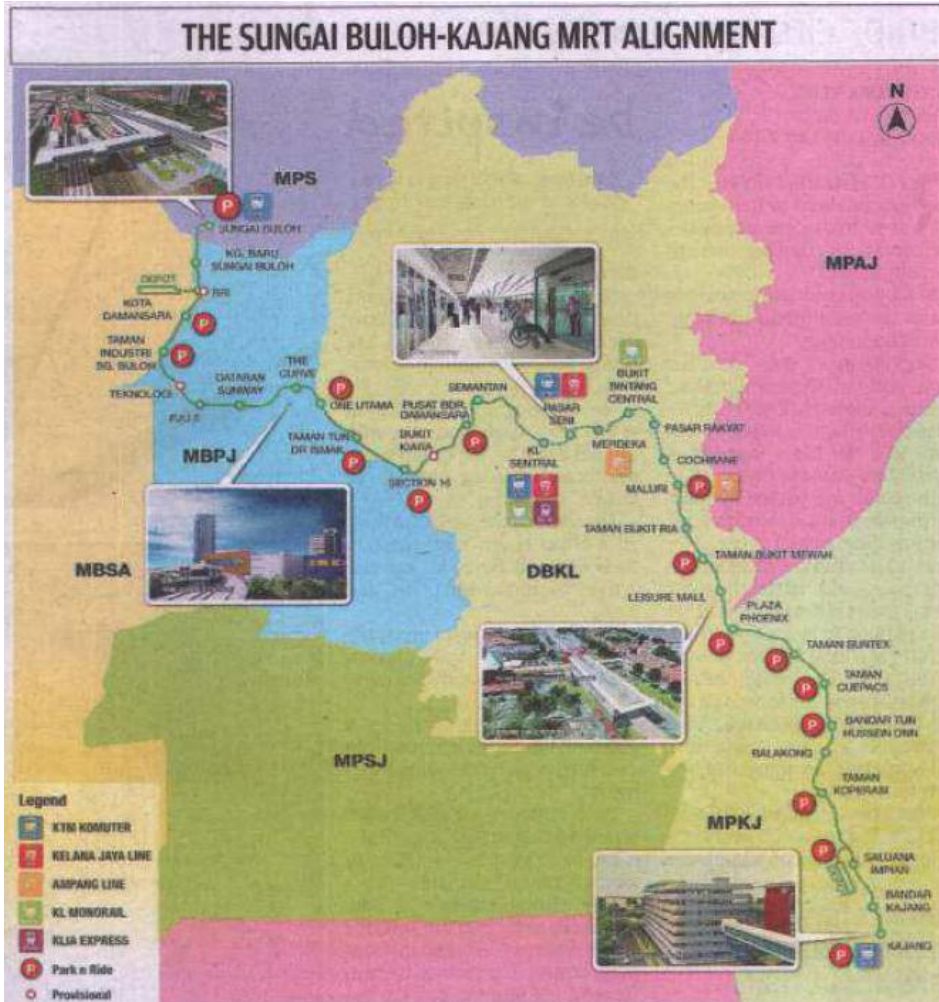 THE SUNGAI BULOH-KAJANG MRT ALIGNMENT
N
MPS
P
SUNGAI BULOH
KG. BARU
SUNGAI BULOH
DEPOT
RRI
KOTA
DAMANSARA
P
TAMAN
INDUSTRI
SG. BULOH
P
TEKNOLOGI
PJU 5
DATARAN
SUNWAY
THE
CURVE
P
ONE UTAMA
TAMAN TUN
DR ISMAIL
P
MBPJ
SECTION 16
P
BUKIT
KIARA
PUSAT BDR.
DAMANSARA
P
SEMANTAN
KL
SENTRAL
PASAR
SENI
MERDEKA
BUKIT
BINTANG
CENTRAL
PASAR RAKYAT
COCHRANE
MALURI
P
MPAJ
TAMAN BUKIT RIA
TAMAN BUKIT MEWAH
P
MBSA
DBKL
LEISURE MALL
PLAZA
PHOENIX
P
TAMAN SUNTEX
P
TAMAN
CUEPACS
P
BANDAR TUN
HUSSEIN ONN
P
BALAKONG
MPSJ
TAMAN
KOPERASI
P
MPKJ
P
BANDAR
KAJANG
KAJANG
P
Legend
KTM KOMUTER
KELANA JAYA LINE
AMPANG LINE
KL MONORAIL
KLIA EXPRESS
P
Park n Ride
Provisional